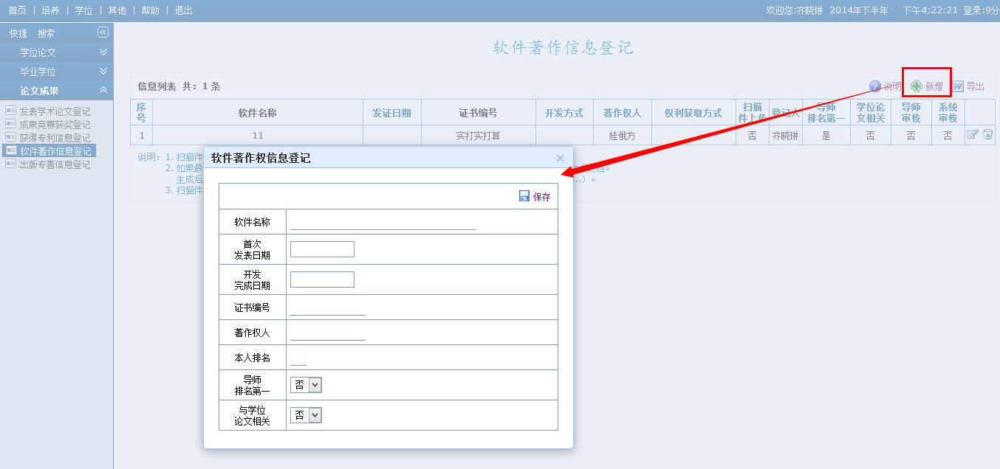 首页 | 培养 | 学位 | 其他 | 帮助 | 退出
欢迎您:齐晓琳 2014年下半年 下午4:22:21 登录:9分
快捷 搜索
学位论文
毕业学位
论文成果
发表学术论文登记
成果竞赛获奖登记
获得专利信息登记
软件著作信息登记
出版专著信息登记
软件著作信息登记
信息列表 共: 1 条
说明 新增 导出
序号 软件名称 发证日期 证书编号 开发方式 著作权人 权利获取方式 扫描件上传 登记人 导师排名第一 学位论文相关 导师审核 系统审核
1 11 实打实打算 娃俄方 否 齐晓琳 是 否 否 否
说明: 1. 扫描件
2. 如果最
生成后 ...）。
3. 扫描件
软件著作权信息登记
保存
软件名称
首次
发表日期
开发
完成日期
证书编号
著作权人
本人排名
导师
排名第一 否
与学位
论文相关 否